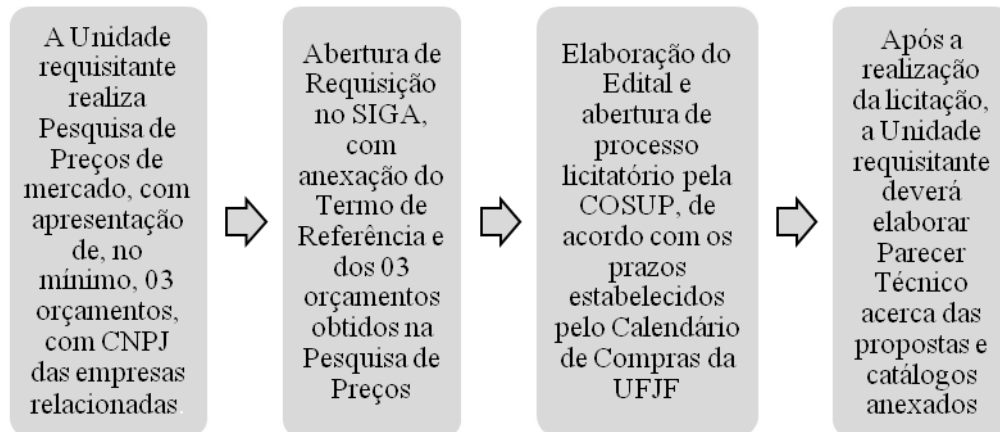 A Unidade
requisitante
realiza
Pesquisa de
Preços de
mercado, com
apresentação
de, no
mínimo, 03
orçamentos,
com CNPJ
das empresas
relacionadas.
Abertura de
Requisição
no SIGA,
com
anexação do
Termo de
Referência e
dos 03
orçamentos
obtidos na
Pesquisa de
Preços
Elaboração do
Edital e
abertura de
processo
licitatório pela
COSUP, de
acordo com os
prazos
estabelecidos
pelo Calendário
de Compras da
UFJF
Após a
realização
da licitação,
a Unidade
requisitante
deverá
elaborar
Parecer
Técnico
acerca das
propostas e
catálogos
anexados